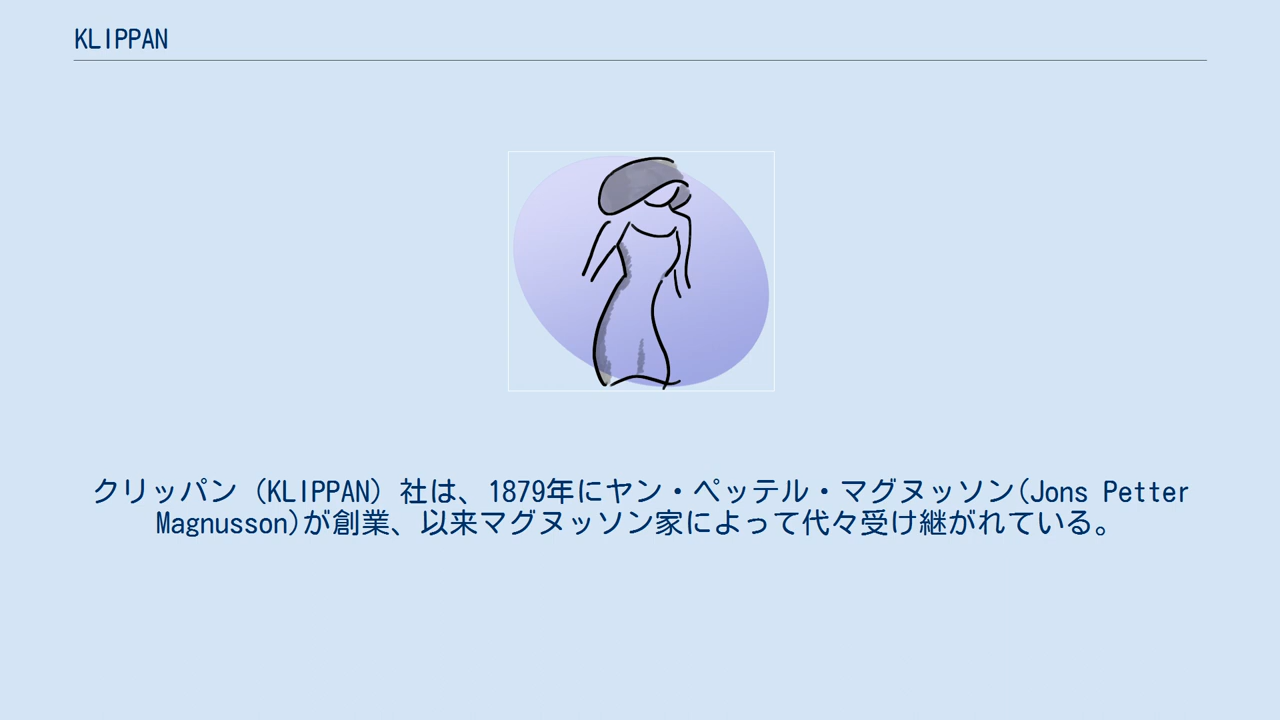 KLIPPAN
クリッパン（KLIPPAN）社は、1879年にヤン・ペッテル・マグヌッソン(Jons Petter
Magnusson)が創業、以来マグヌッソン家によって代々受け継がれている。